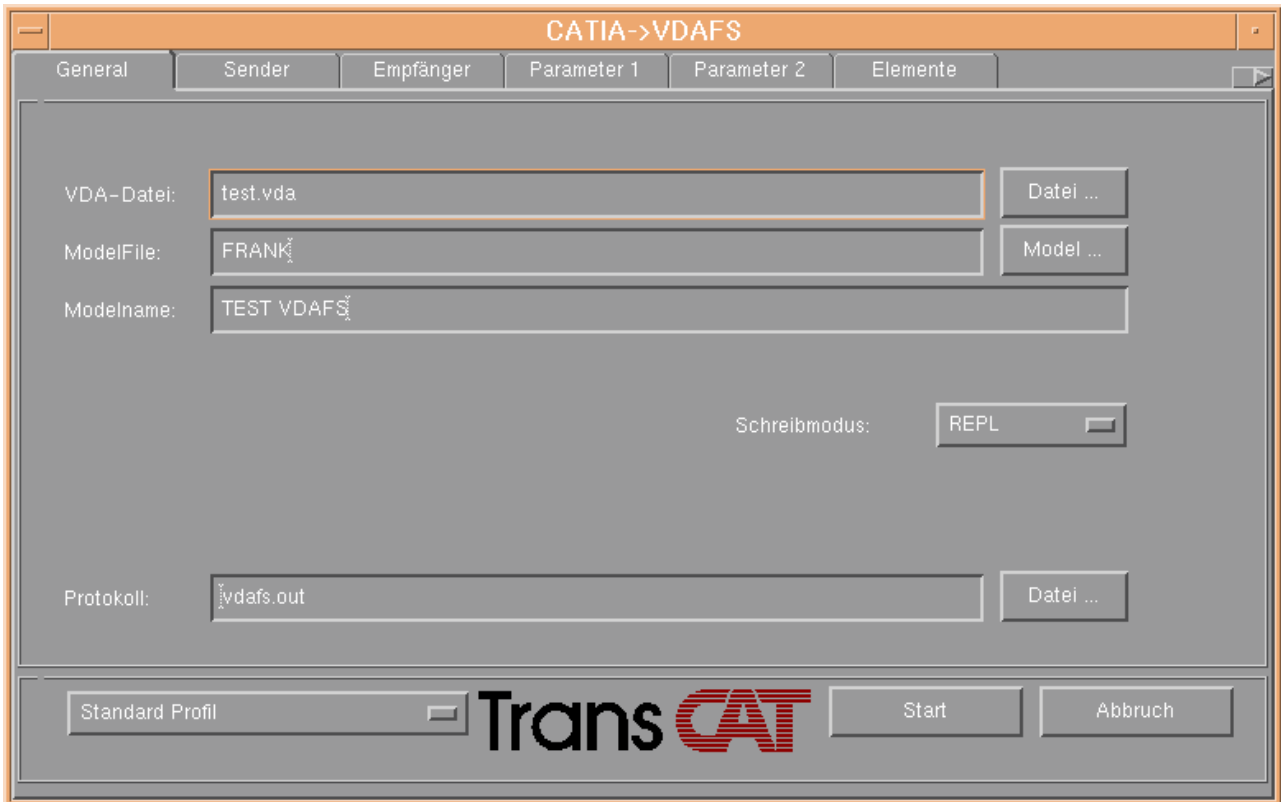 CATIA->VDAFS
General Sender Empfänger Parameter 1 Parameter 2 Elemente
VDA-Datei: test.vda Datei ...
ModelFile: FRANK Model ...
Modelname: TEST VDAFS
Schreibmodus: REPL
Protokoll: vdafs.out Datei ...
Standard Profil TransCAT Start Abbruch